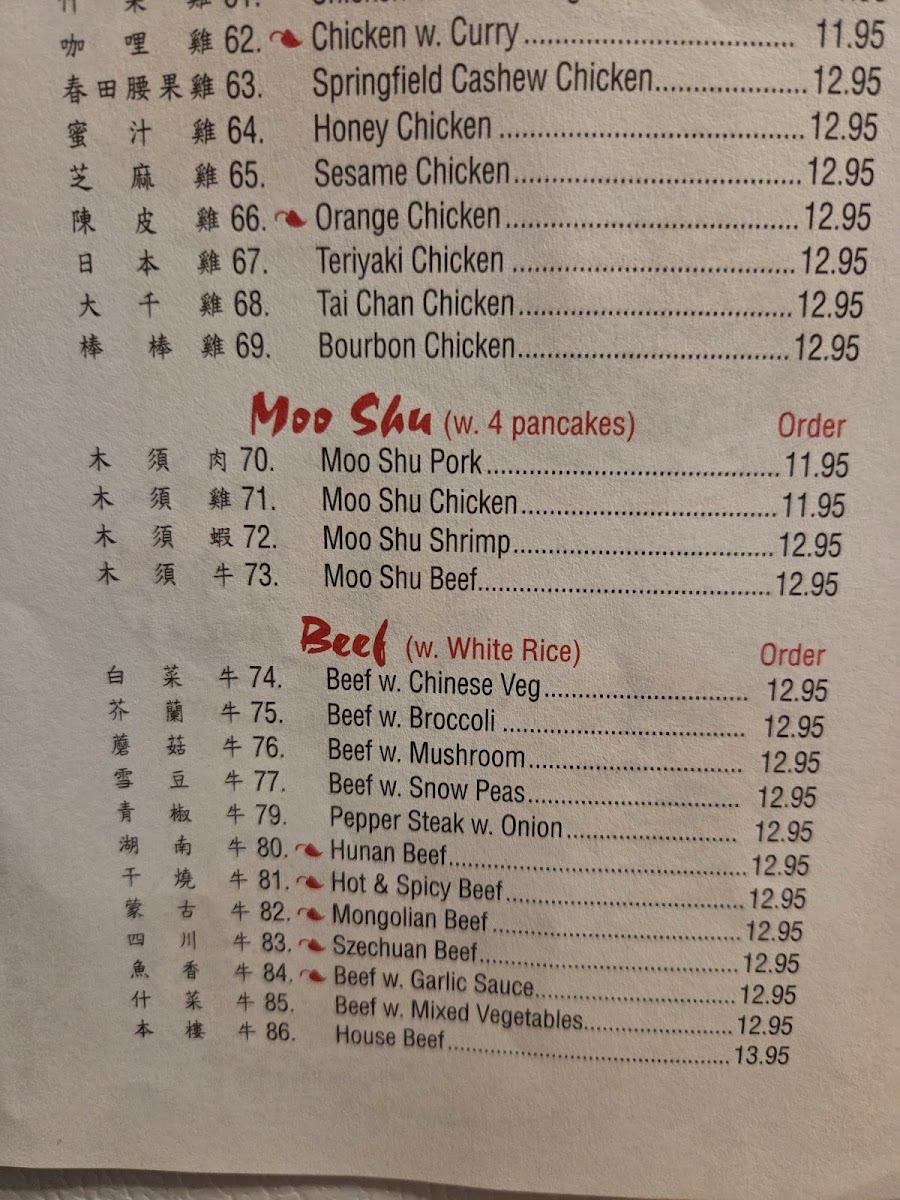 咖哩雞 62. Chicken w. Curry 11.95
春田腰果雞 63. Springfield Cashew Chicken 12.95
蜜汁雞 64. Honey Chicken 12.95
芝麻雞 65. Sesame Chicken 12.95
陳皮雞 66. Orange Chicken 12.95
日本雞 67. Teriyaki Chicken 12.95
大千雞 68. Tai Chan Chicken 12.95
棒棒雞 69. Bourbon Chicken 12.95
Moo Shu (w. 4 pancakes) Order
木須肉 70. Moo Shu Pork 11.95
木須雞 71. Moo Shu Chicken 11.95
木須蝦 72. Moo Shu Shrimp 12.95
木須牛 73. Moo Shu Beef 12.95
Beef (w. White Rice) Order
白菜牛 74. Beef w. Chinese Veg 12.95
芥蘭牛 75. Beef w. Broccoli 12.95
蘑菇牛 76. Beef w. Mushroom 12.95
雪豆牛 77. Beef w. Snow Peas 12.95
青椒牛 79. Pepper Steak w. Onion 12.95
湖南牛 80. Hunan Beef 12.95
干燒牛 81. Hot & Spicy Beef 12.95
蒙古牛 82. Mongolian Beef 12.95
四川牛 83. Szechuan Beef 12.95
魚香牛 84. Beef w. Garlic Sauce 12.95
什菜牛 85. Beef w. Mixed Vegetables 12.95
本樓牛 86. House Beef 13.95